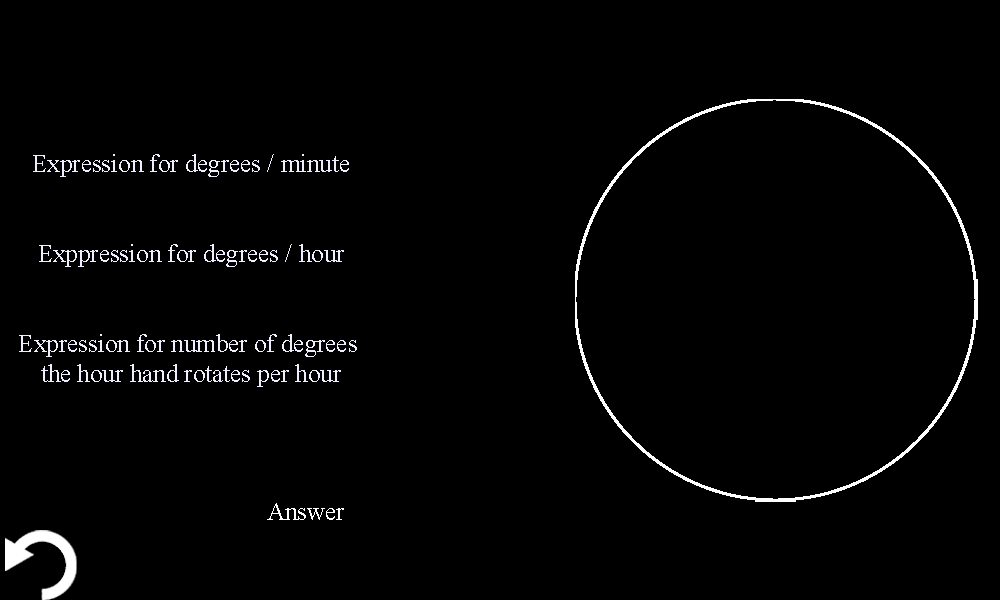 Expression for degrees / minute
Exppression for degrees / hour
Expression for number of degrees
the hour hand rotates per hour
Answer